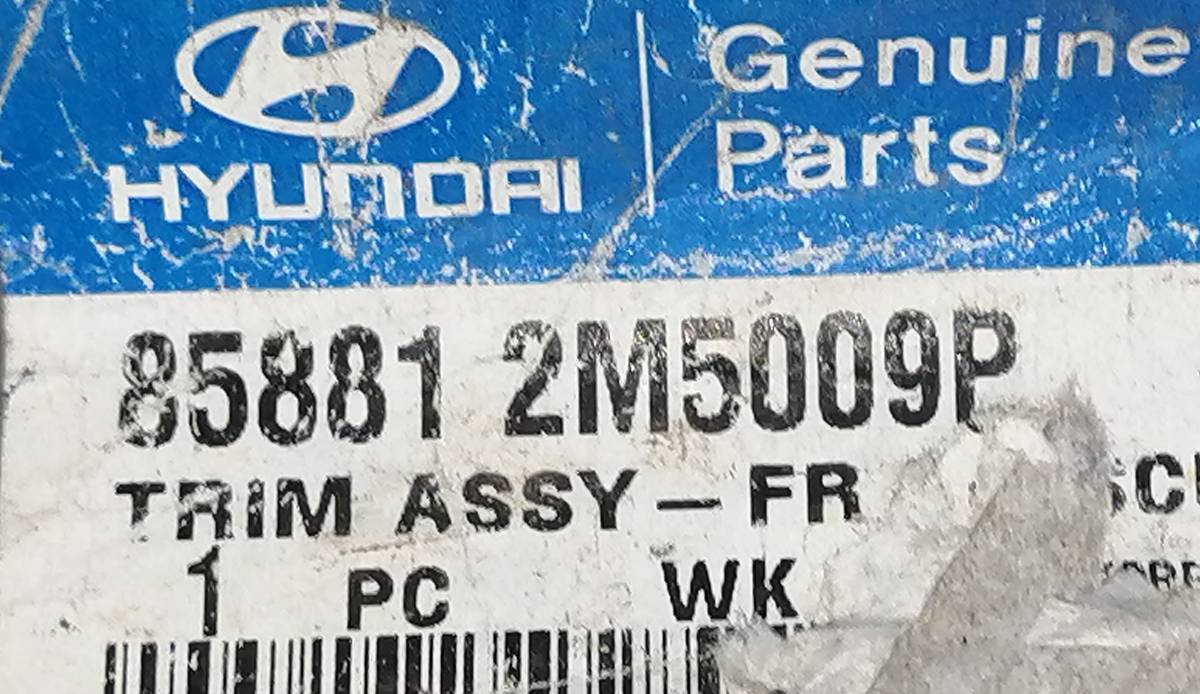 HYUNDAI
Genuine
Parts
85881 2M5009P
TRIM ASSY-FR
1 PC WK